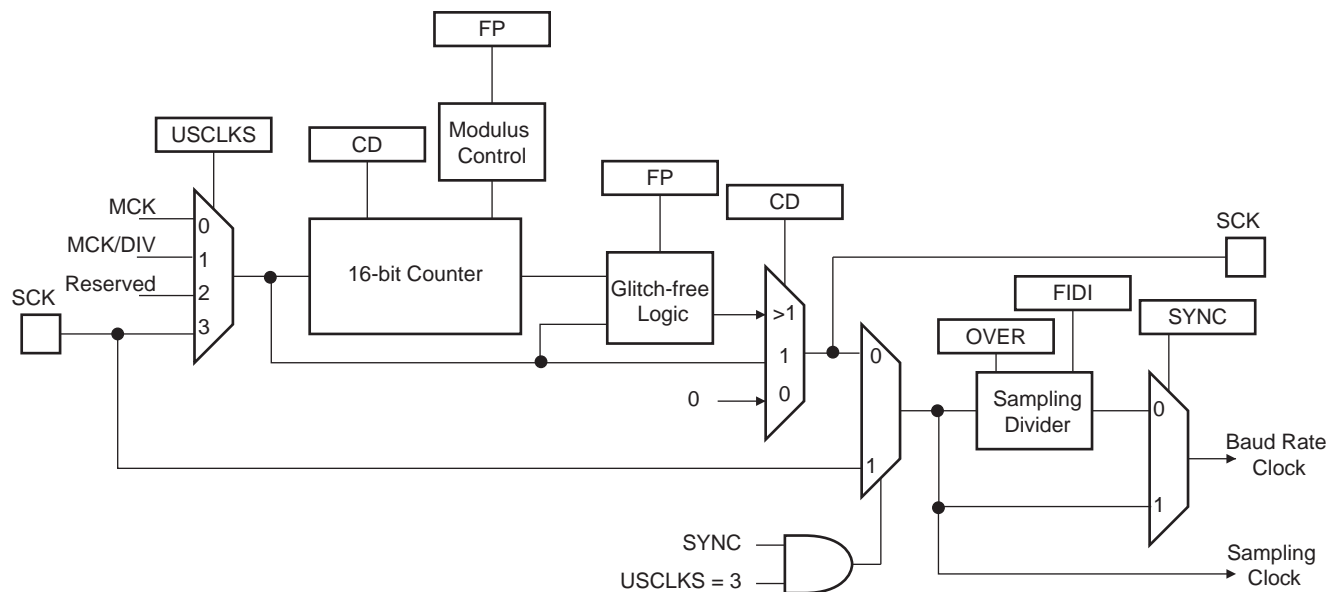 FP
USCLKS
CD
Modulus
Control
FP
CD
MCK
0
MCK/DIV
1
Reserved
2
SCK
3
16-bit Counter
Glitch-free
Logic
>1
1
0
0
SCK
FIDI
OVER
SYNC
0
1
Sampling
Divider
0
1
Baud Rate
Clock
SYNC
USCLKS = 3
Sampling
Clock